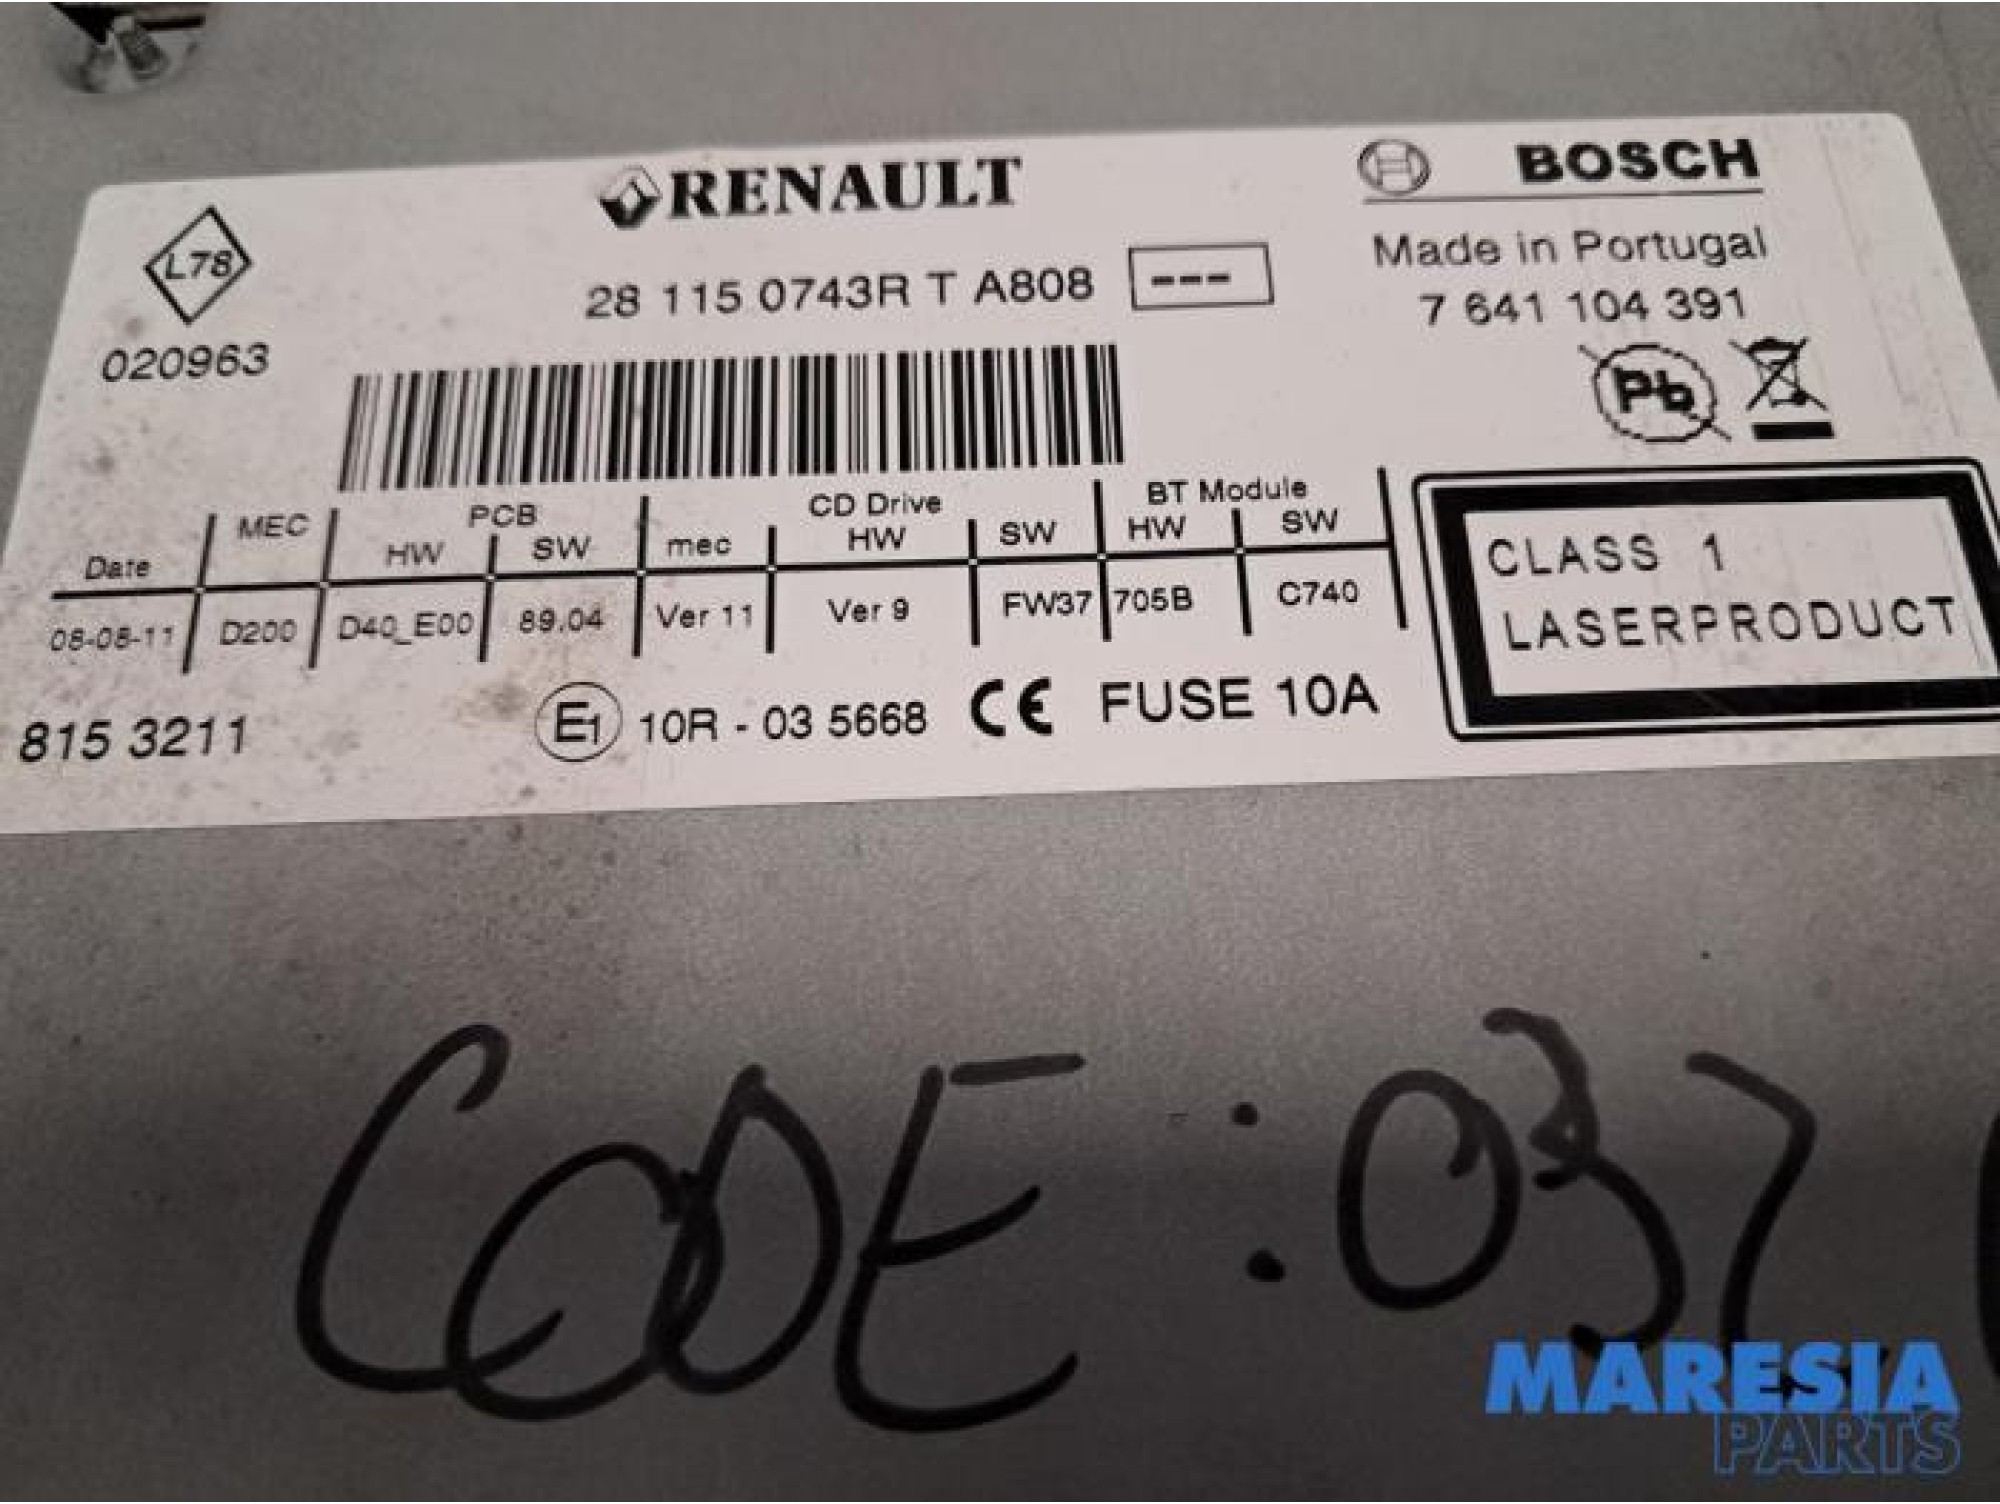 RENAULT
BOSCH
Made in Portugal
L78
28 115 0743R T A808 ---
7 641 104 391
020963
Pb
PCB CD Drive BT Module
Date MEC HW SW mec HW SW HW SW
08-08-11 D200 D40_E00 89.04 Ver 11 Ver 9 FW37 705B C740
CLASS 1
LASERPRODUCT
815 3211 E1 10R - 03 5668 CE FUSE 10A
CODE : 037
MARESIA
PARTS